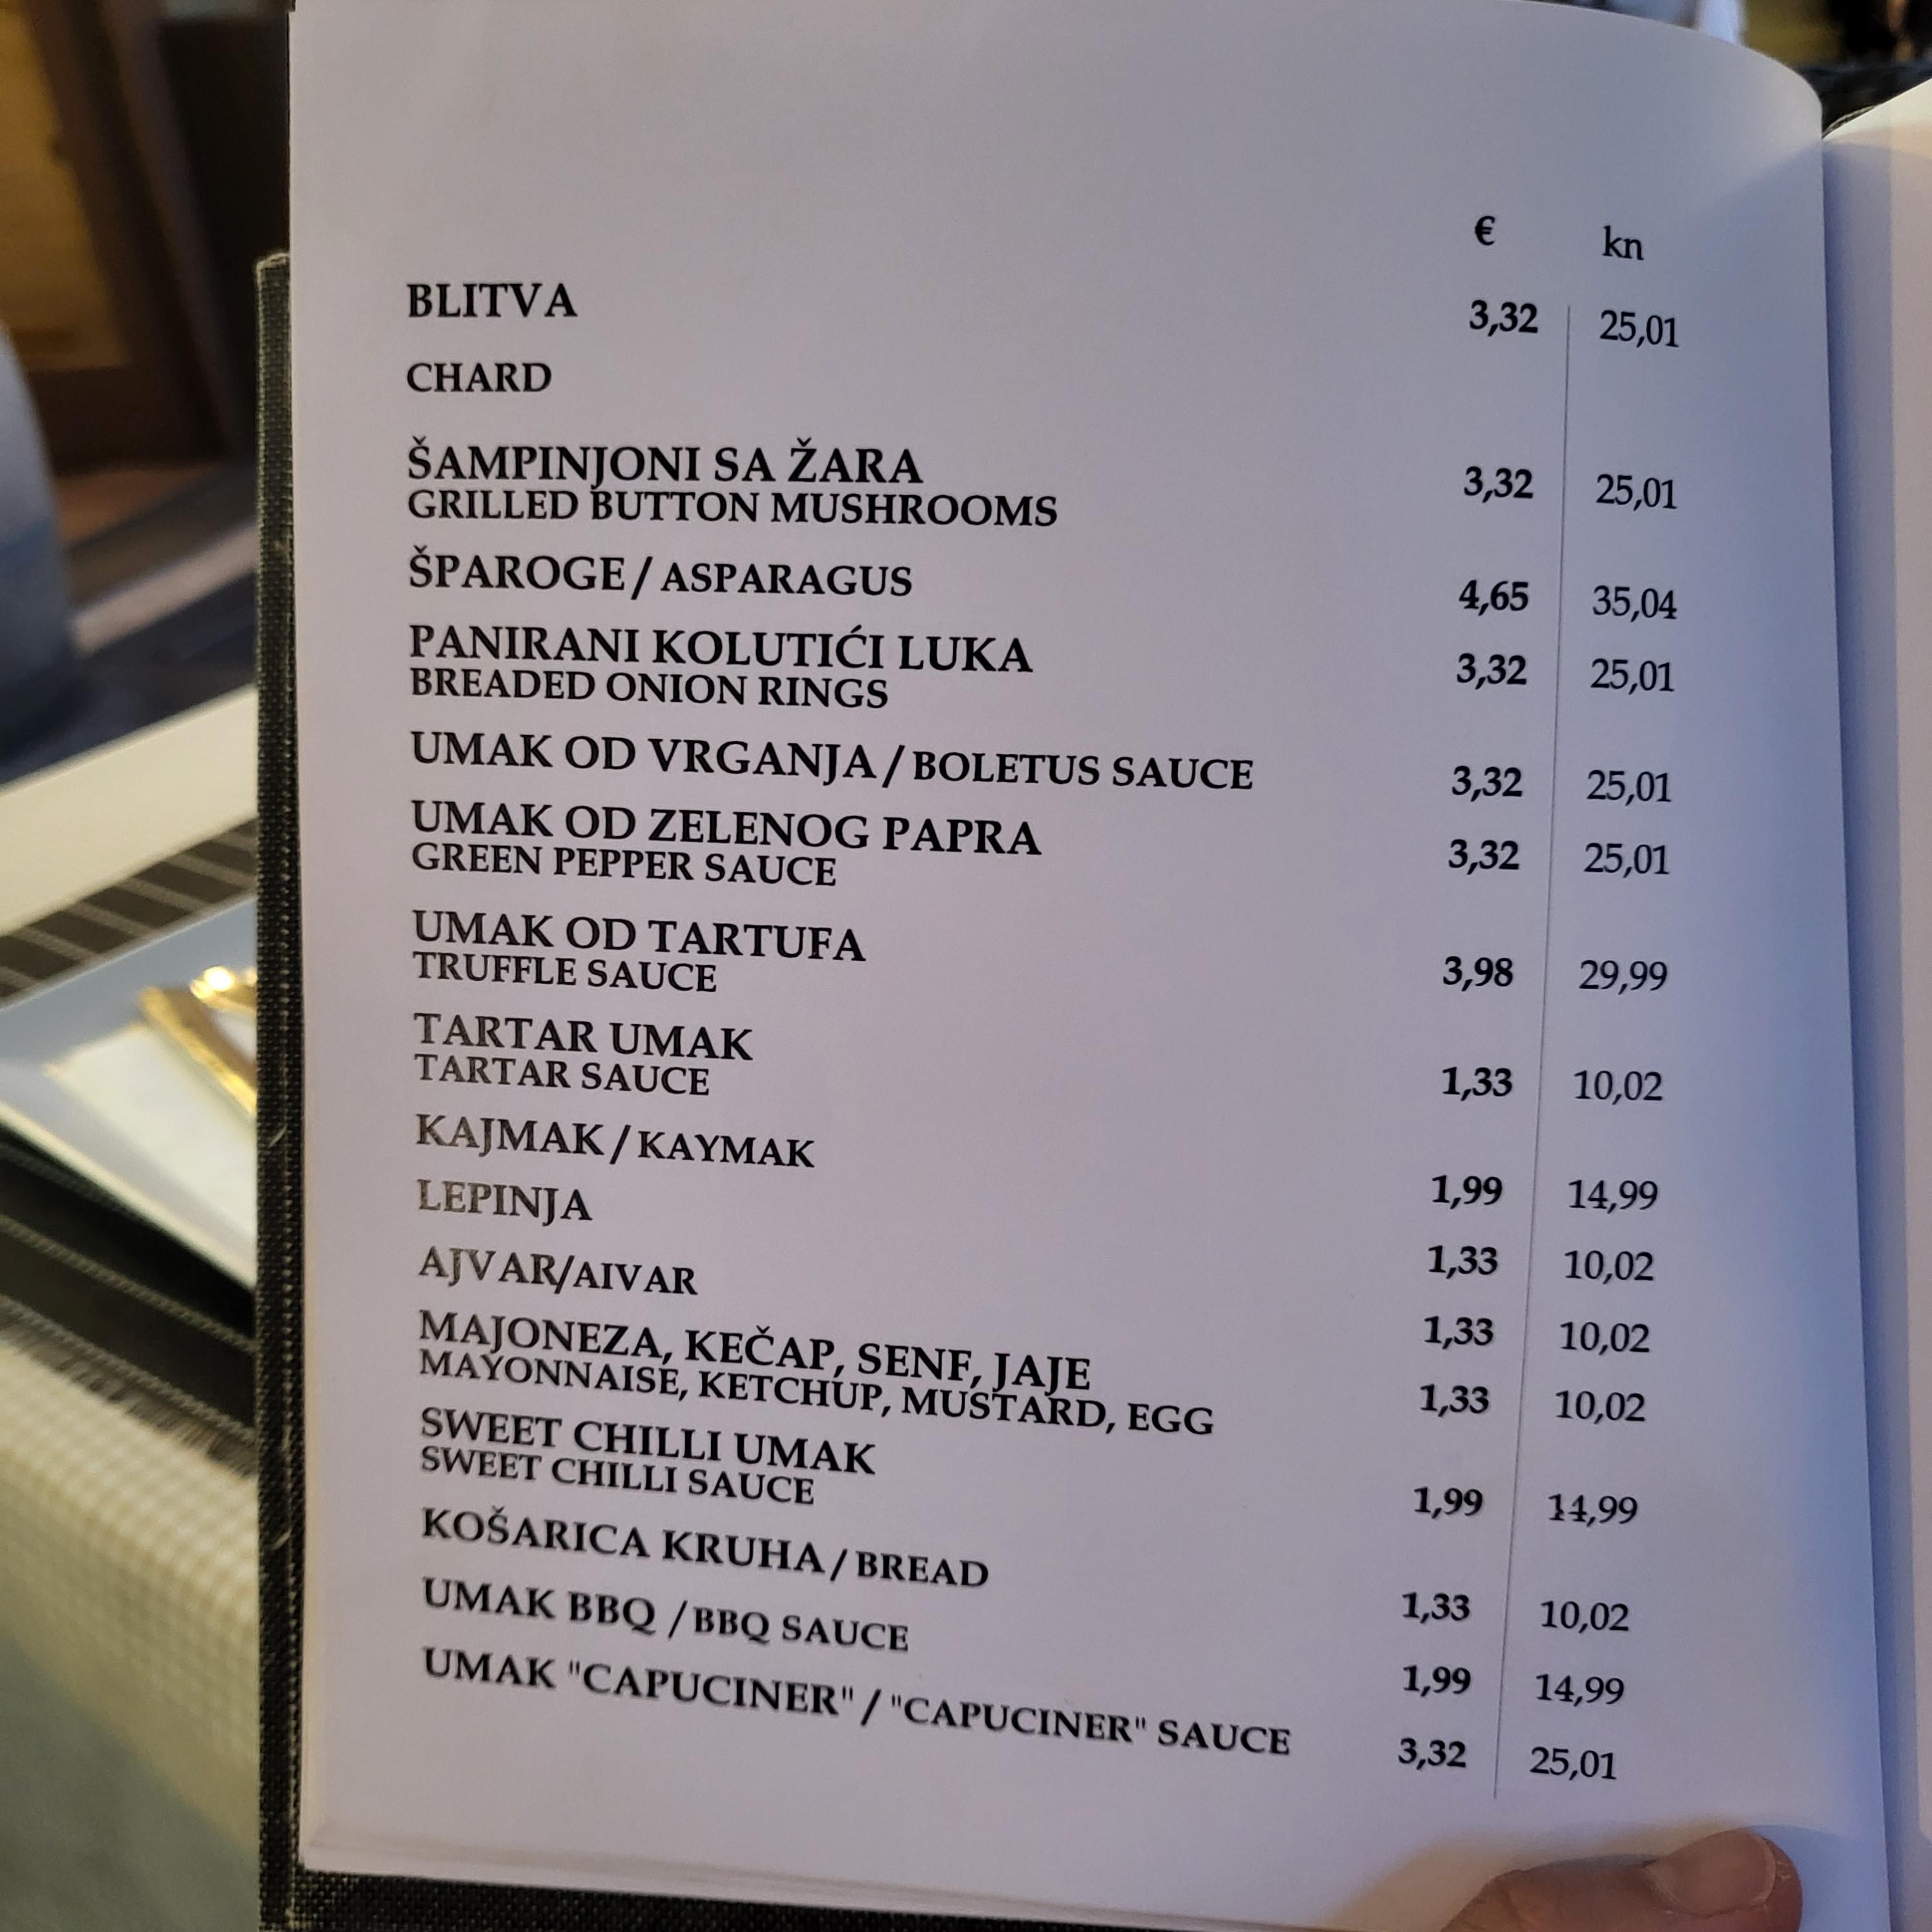 € kn
BLITVA 3,32 25,01
CHARD
ŠAMPINJONI SA ŽARA 3,32 25,01
GRILLED BUTTON MUSHROOMS
ŠPAROGE/ASPARAGUS 4,65 35,04
PANIRANI KOLUTIĆI LUKA 3,32 25,01
BREADED ONION RINGS
UMAK OD VRGANJA/BOLETUS SAUCE 3,32 25,01
UMAK OD ZELENOG PAPRA 3,32 25,01
GREEN PEPPER SAUCE
UMAK OD TARTUFA 3,98 29,99
TRUFFLE SAUCE
TARTAR UMAK 1,33 10,02
TARTAR SAUCE
KAJMAK/KAYMAK 1,99 14,99
LEPINJA 1,33 10,02
AJVAR/AIVAR 1,33 10,02
MAJONEZA, KEČAP, SENF, JAJE 1,33 10,02
MAYONNAISE, KETCHUP, MUSTARD, EGG
SWEET CHILLI UMAK 1,99 14,99
SWEET CHILLI SAUCE
KOŠARICA KRUHA/BREAD 1,33 10,02
UMAK BBQ /BBQ SAUCE 1,99 14,99
UMAK "CAPUCINER" / "CAPUCINER" SAUCE 3,32 25,01